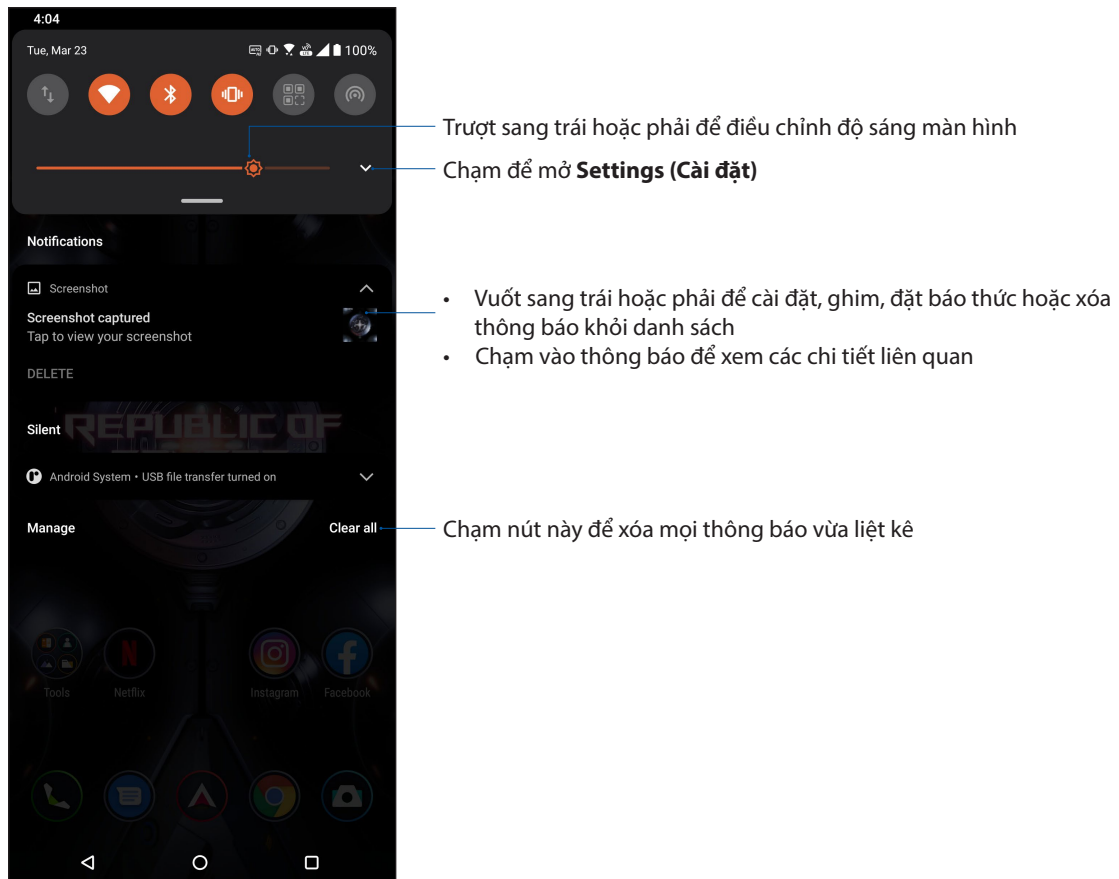 4:04
Tue, Mar 23
100%
Trượt sang trái hoặc phải để điều chỉnh độ sáng màn hình
Chạm để mở Settings (Cài đặt)
Notifications
Screenshot
Screenshot captured
Tap to view your screenshot
DELETE
• Vuốt sang trái hoặc phải để cài đặt, ghim, đặt báo thức hoặc xóa
thông báo khỏi danh sách
• Chạm vào thông báo để xem các chi tiết liên quan
Silent
REPUBLIC OF
Android System • USB file transfer turned on
Manage
Clear all
Chạm nút này để xóa mọi thông báo vừa liệt kê
Tools
Netflix
Instagram
Facebook